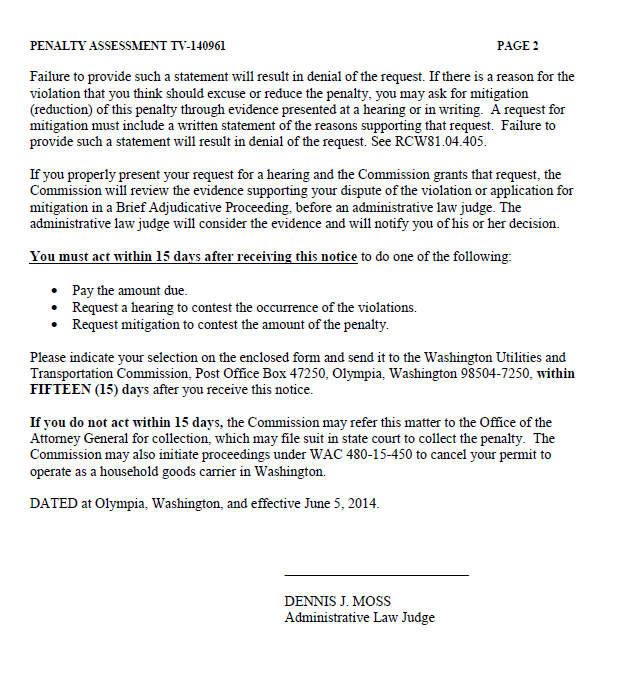 PENALTY ASSESSMENT TV-140961 PAGE 2
Failure to provide such a statement will result in denial of the request. If there is a reason for the
violation that you think should excuse or reduce the penalty, you may ask for mitigation
(reduction) of this penalty through evidence presented at a hearing or in writing. A request for
mitigation must include a written statement of the reasons supporting that request. Failure to
provide such a statement will result in denial of the request. See RCW81.04.405.
If you properly present your request for a hearing and the Commission grants that request, the
Commission will review the evidence supporting your dispute of the violation or application for
mitigation in a Brief Adjudicative Proceeding, before an administrative law judge. The
administrative law judge will consider the evidence and will notify you of his or her decision.
You must act within 15 days after receiving this notice to do one of the following:
• Pay the amount due.
• Request a hearing to contest the occurrence of the violations.
• Request mitigation to contest the amount of the penalty.
Please indicate your selection on the enclosed form and send it to the Washington Utilities and
Transportation Commission, Post Office Box 47250, Olympia, Washington 98504-7250, within
FIFTEEN (15) days after you receive this notice.
If you do not act within 15 days, the Commission may refer this matter to the Office of the
Attorney General for collection, which may file suit in state court to collect the penalty. The
Commission may also initiate proceedings under WAC 480-15-450 to cancel your permit to
operate as a household goods carrier in Washington.
DATED at Olympia, Washington, and effective June 5, 2014.
DENNIS J. MOSS
Administrative Law Judge